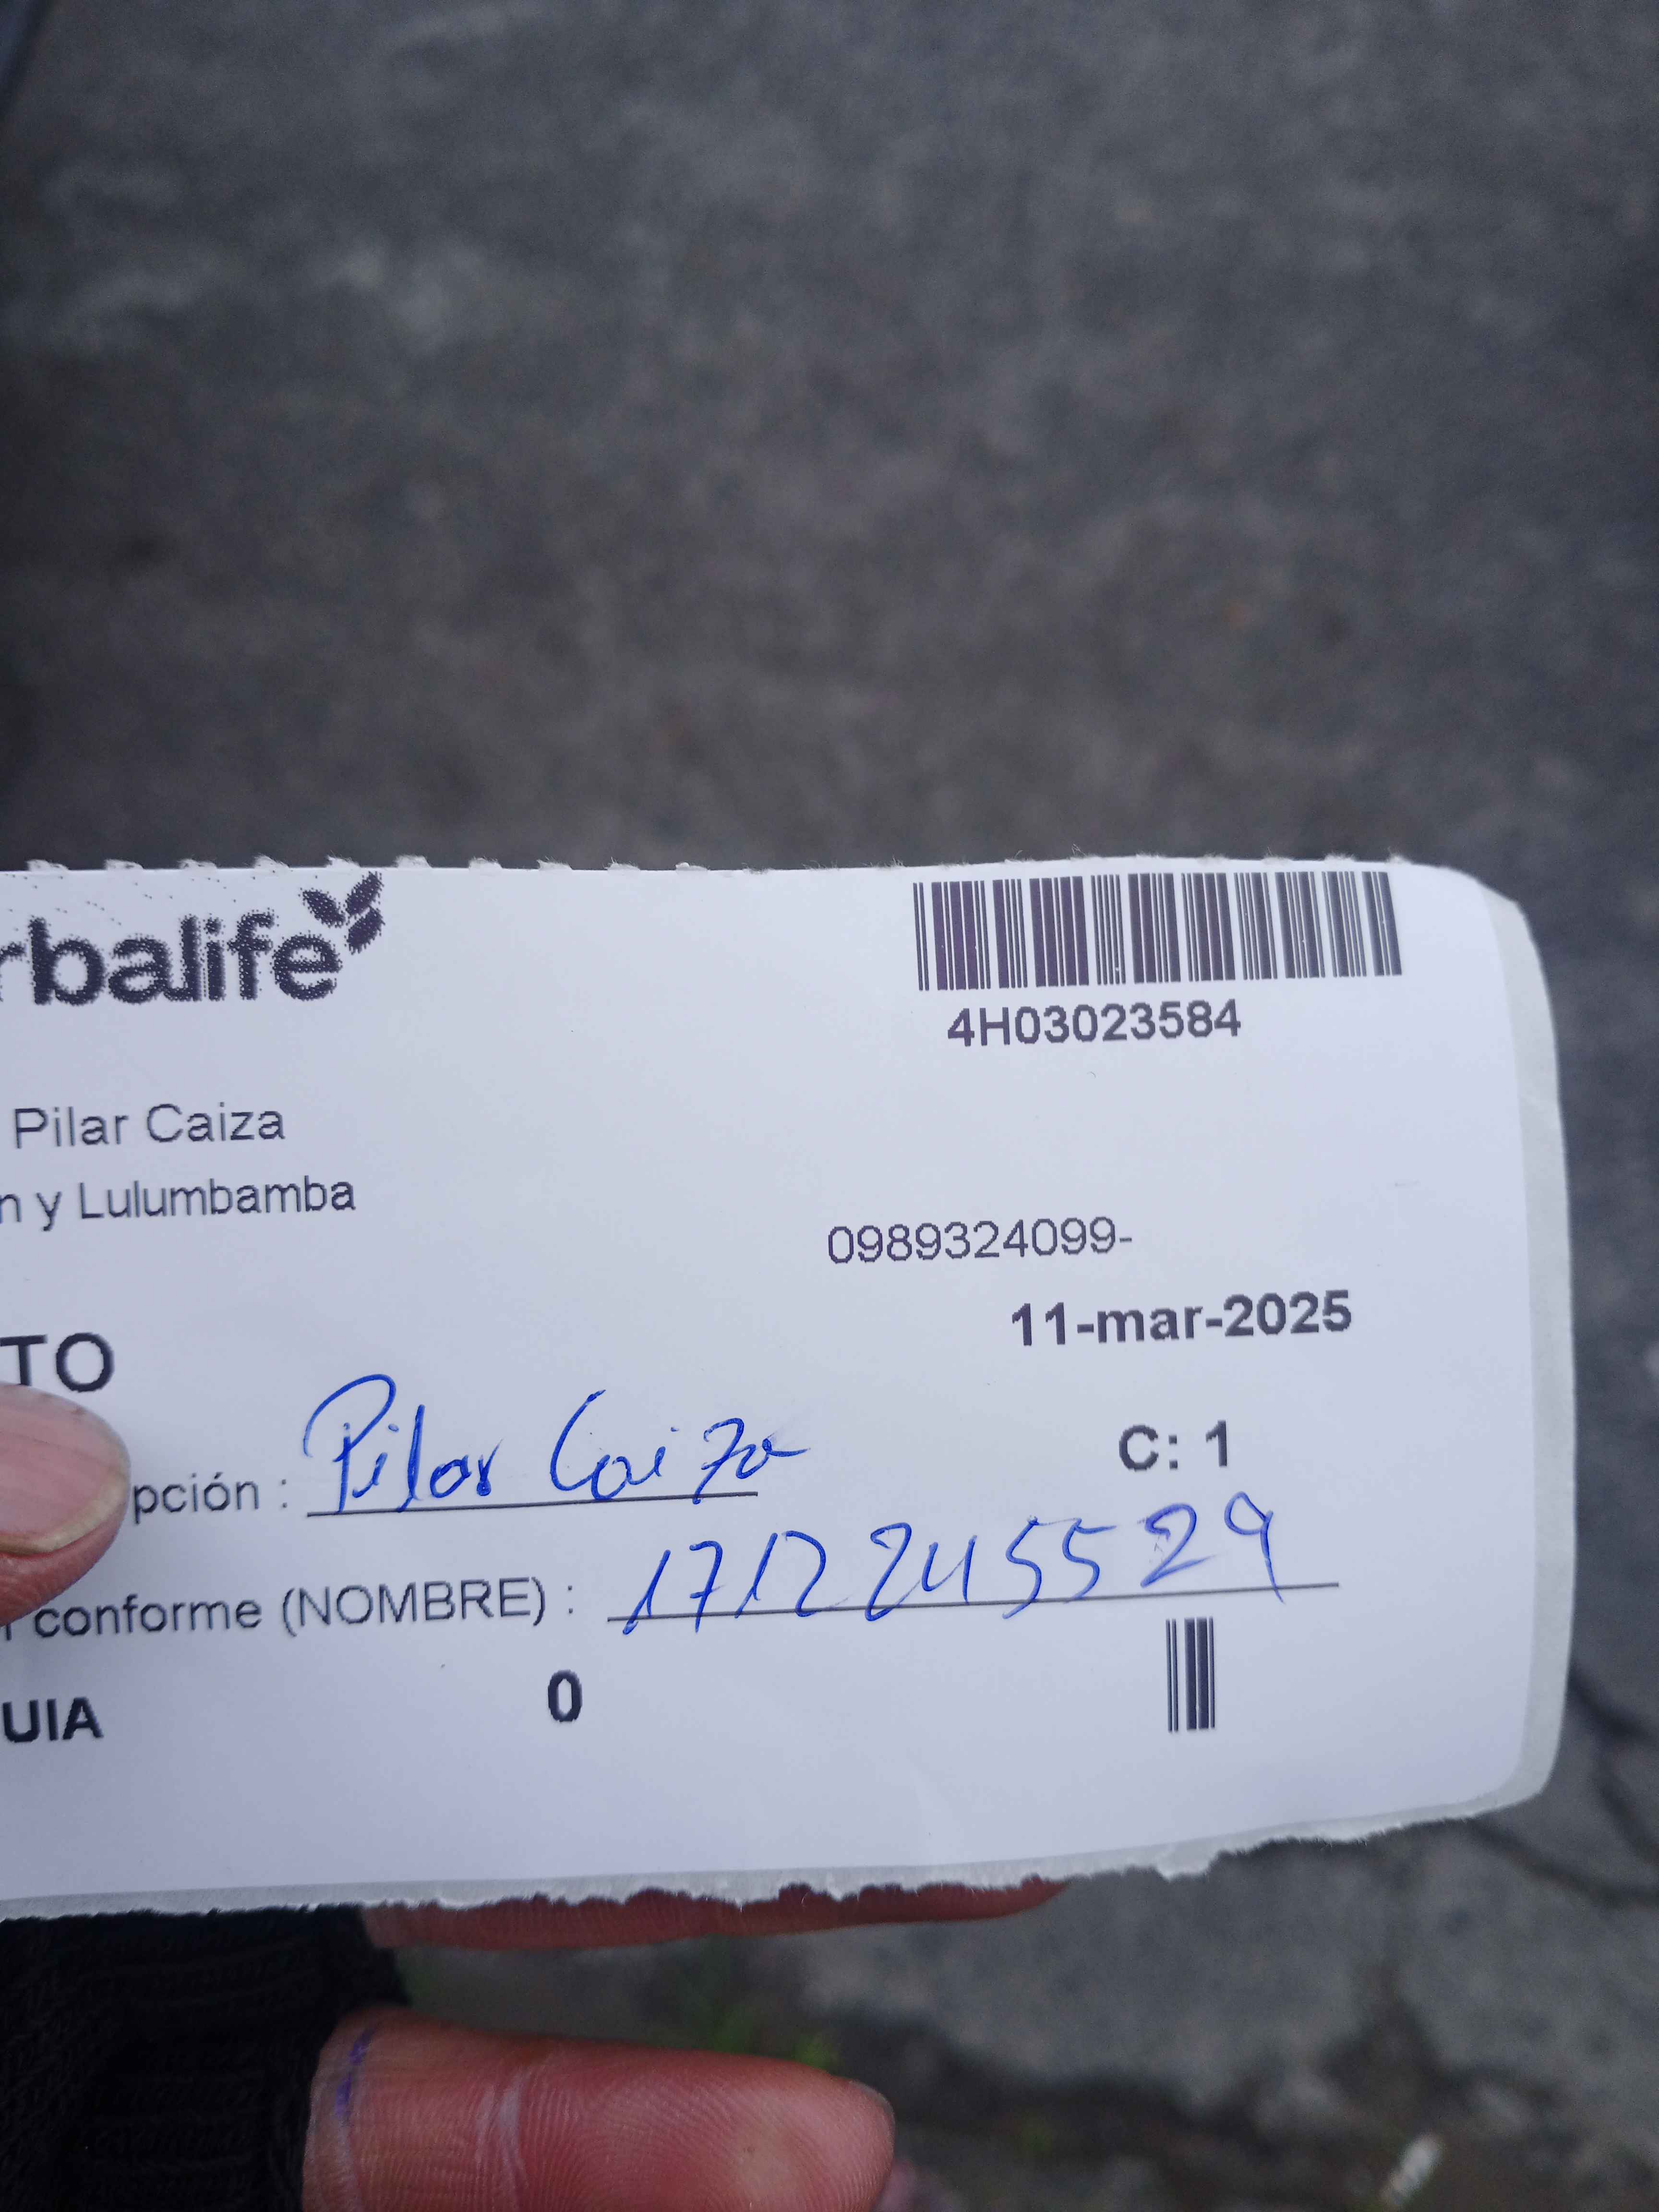 rbalife
4H03023584
Pilar Caiza
n y Lulumbamba
0989324099-
11-mar-2025
TO
C: 1
pción : Pilar Caiza
conforme (NOMBRE) : 1712245529
UIA 0